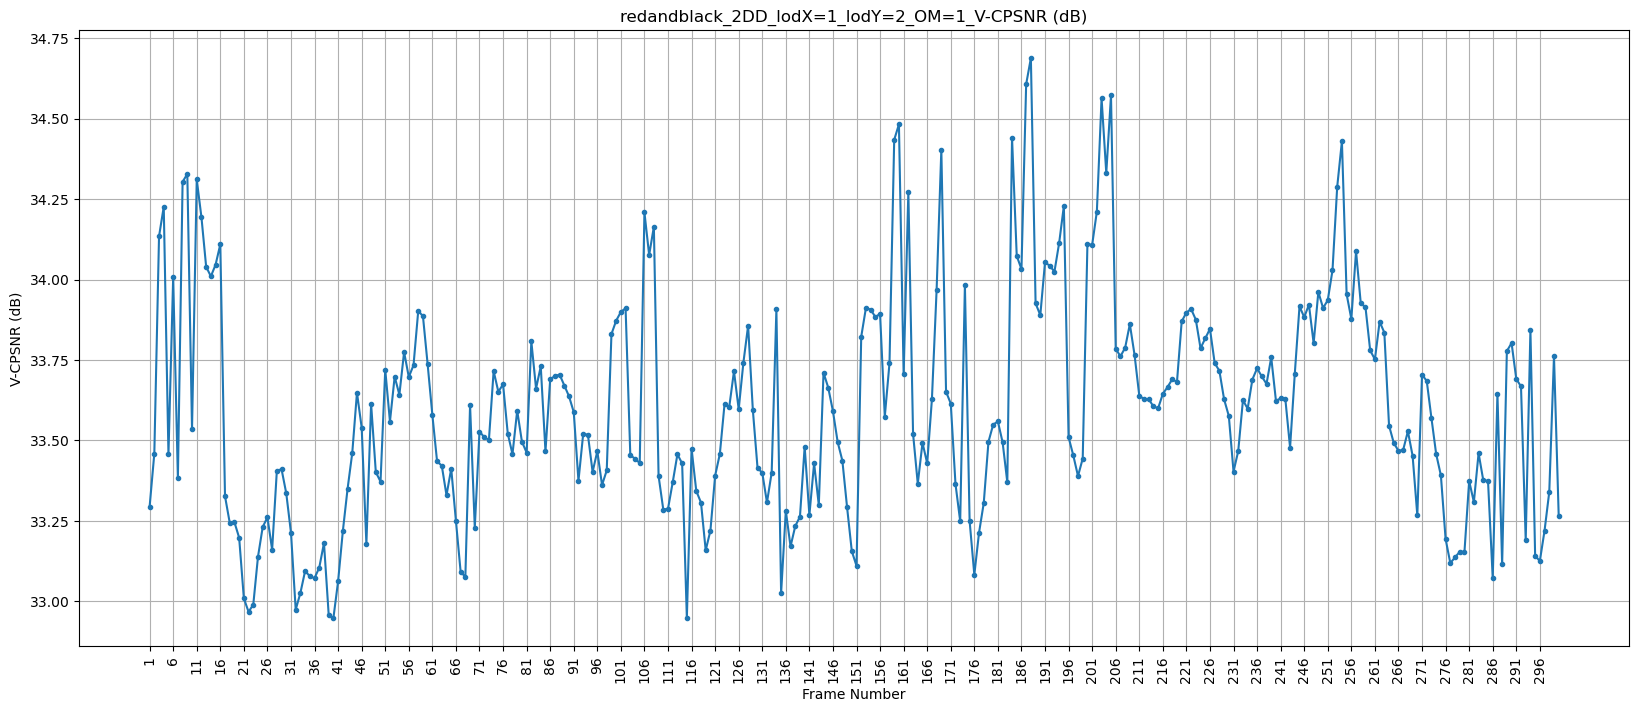 redandblack_2DD_lodX=1_lodY=2_OM=1_V-CPSNR (dB)
34.75
34.50
34.25
34.00
33.75
33.50
33.25
33.00
V-CPSNR (dB)
1 6 11 16 21 26 31 36 41 46 51 56 61 66 71 76 81 86 91 96 101 106 111 116 121 126 131 136 141 146 151 156 161 166 171 176 181 186 191 196 201 206 211 216 221 226 231 236 241 246 251 256 261 266 271 276 281 286 291 296
Frame Number